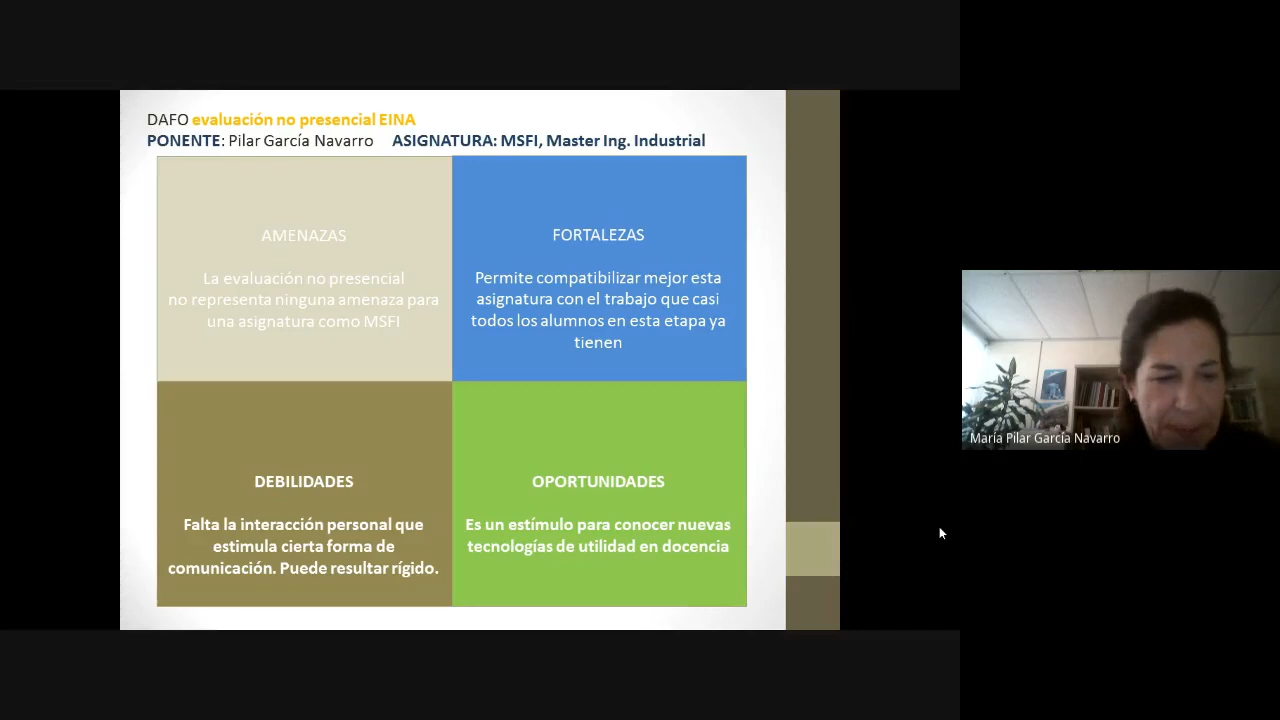 DAFO evaluación no presencial EINA
PONENTE: Pilar García Navarro ASIGNATURA: MSFI, Master Ing. Industrial
AMENAZAS
La evaluación no presencial
no representa ninguna amenaza para
una asignatura como MSFI
FORTALEZAS
Permite compatibilizar mejor esta
asignatura con el trabajo que casi
todos los alumnos en esta etapa ya
tienen
DEBILIDADES
Falta la interacción personal que
estimula cierta forma de
comunicación. Puede resultar rígido.
OPORTUNIDADES
Es un estímulo para conocer nuevas
tecnologías de utilidad en docencia
María Pilar García Navarro